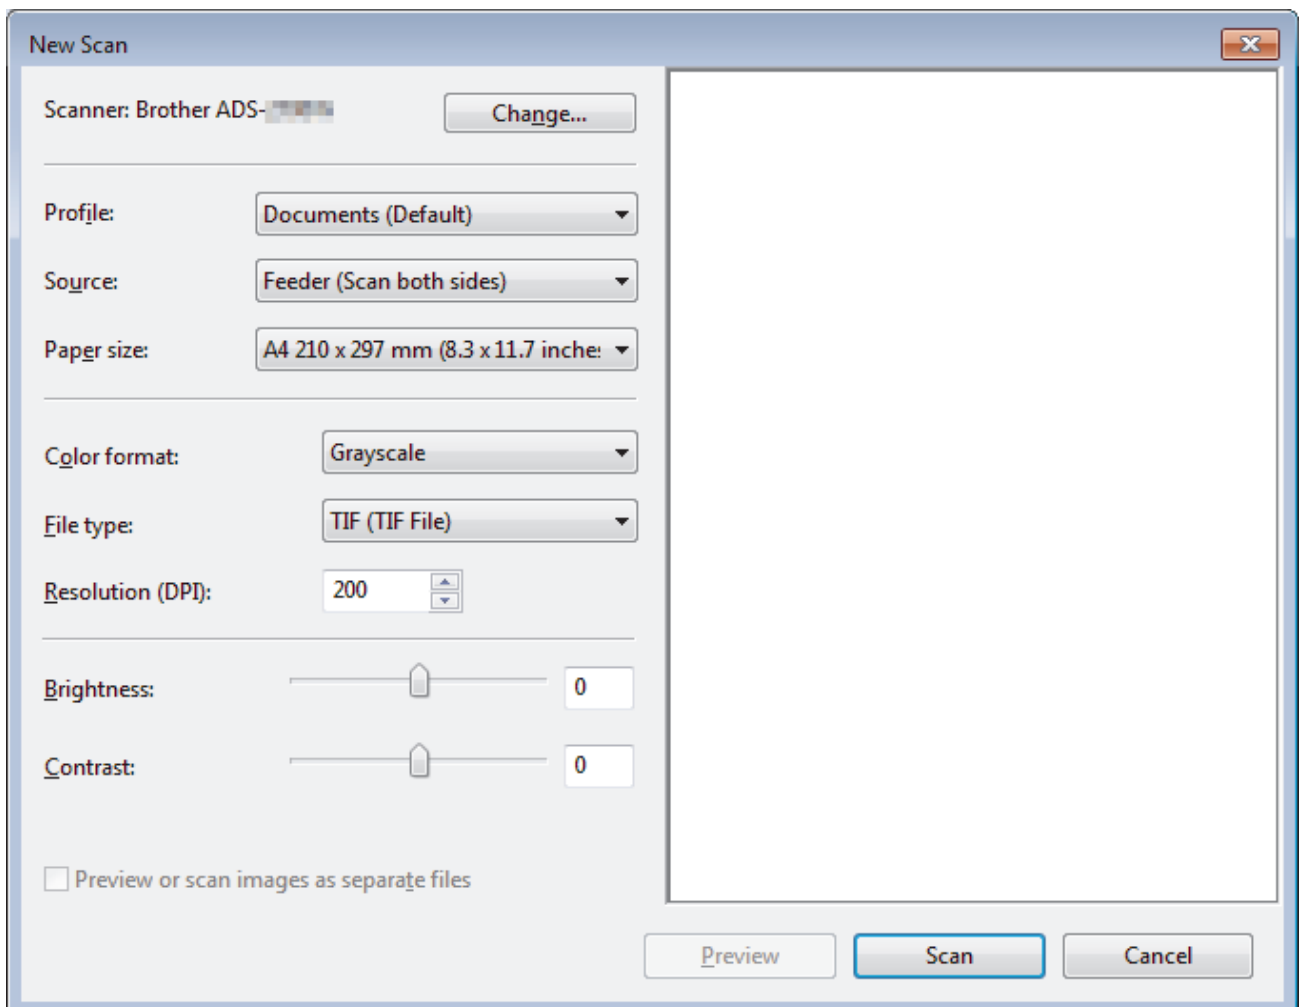 New Scan
Scanner: Brother ADS-
Change...
Profile: Documents (Default)
Source: Feeder (Scan both sides)
Paper size: A4 210 x 297 mm (8.3 x 11.7 inche
Color format: Grayscale
File type: TIF (TIF File)
Resolution (DPI): 200
Brightness: 0
Contrast: 0
Preview or scan images as separate files
Preview Scan Cancel